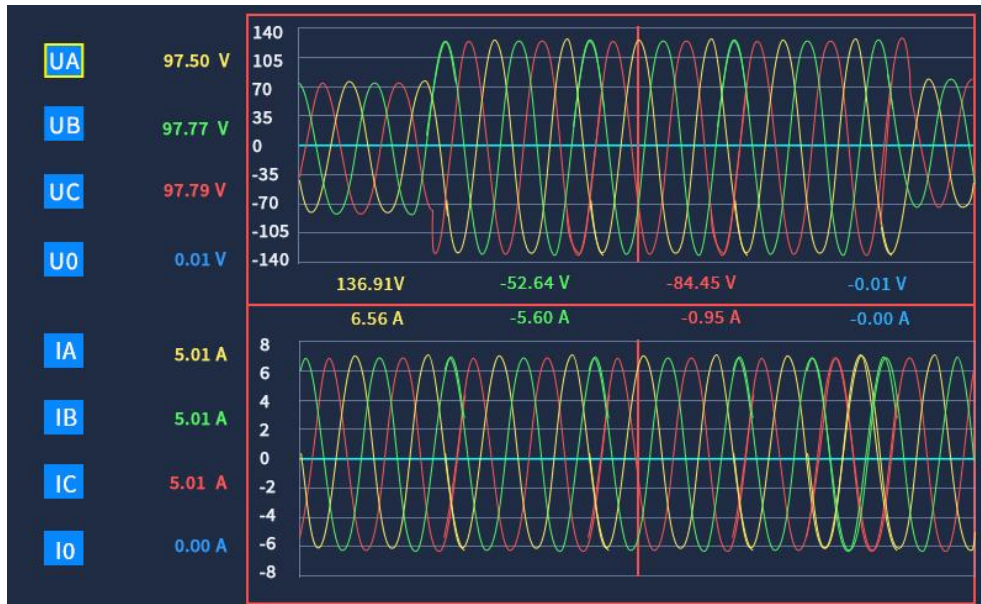 UA 97.50 V
UB 97.77 V
UC 97.79 V
U0 0.01 V
IA 5.01 A
IB 5.01 A
IC 5.01 A
I0 0.00 A
140
105
70
35
0
-35
-70
-105
-140
136.91V -52.64 V -84.45 V -0.01 V
6.56 A -5.60 A -0.95 A -0.00 A
8
6
4
2
0
-2
-4
-6
-8